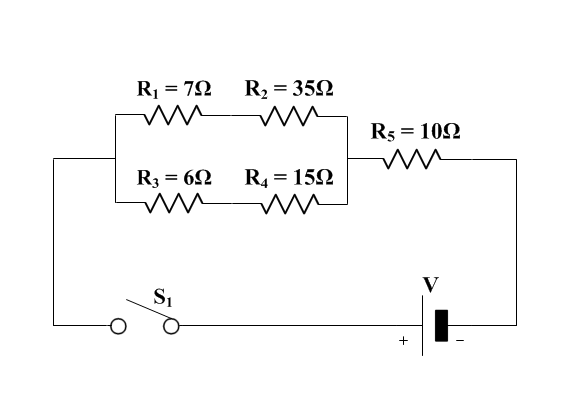 R₁ = 7Ω R₂ = 35Ω
R₅ = 10Ω
R₃ = 6Ω R₄ = 15Ω
V
S₁
+ −